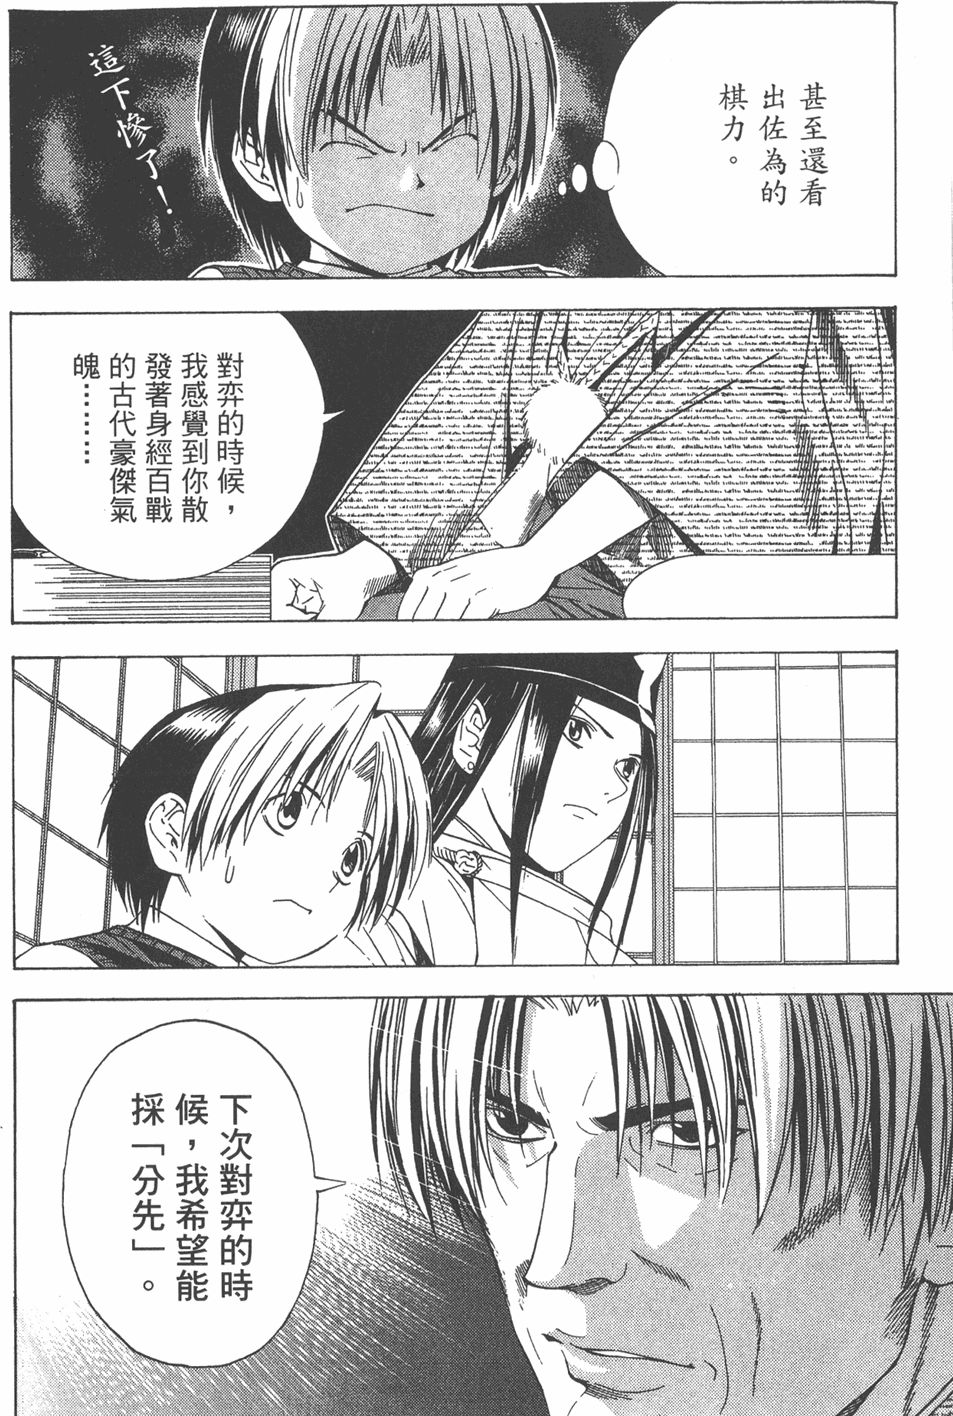 甚至還看
出佐為的
棋力。
這下慘了！
對弈的時候，
我感覺到你散
發著身經百戰
的古代豪傑氣
魄………
下次對弈的時
候，我希望能
採「分先」。